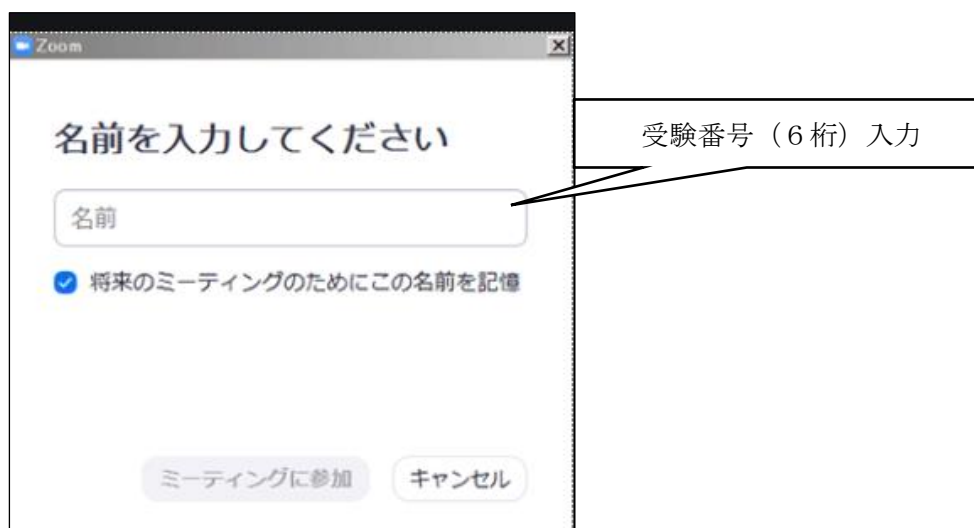 Zoom
名前を入力してください
受験番号（６桁）入力
名前
将来のミーティングのためにこの名前を記憶
ミーティングに参加
キャンセル